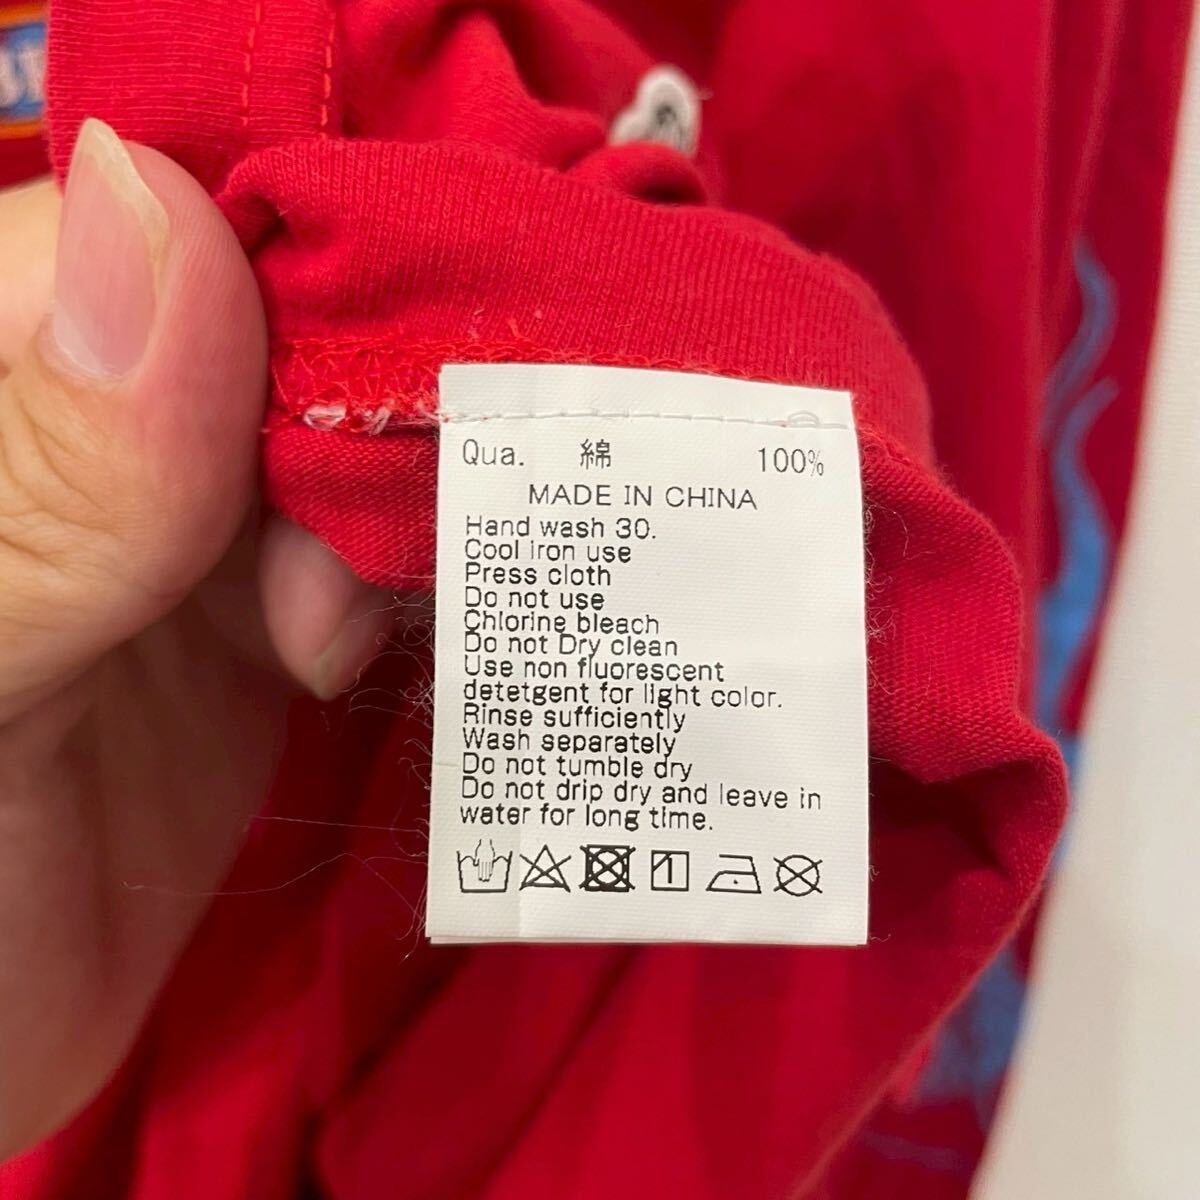 Qua. 綿 100%
MADE IN CHINA
Hand wash 30.
Cool iron use
Press cloth
Do not use
Chlorine bleach
Do not Dry clean
Use non fluorescent
detetgent for light color.
Rinse sufficiently
Wash separately
Do not tumble dry
Do not drip dry and leave in
water for long time.